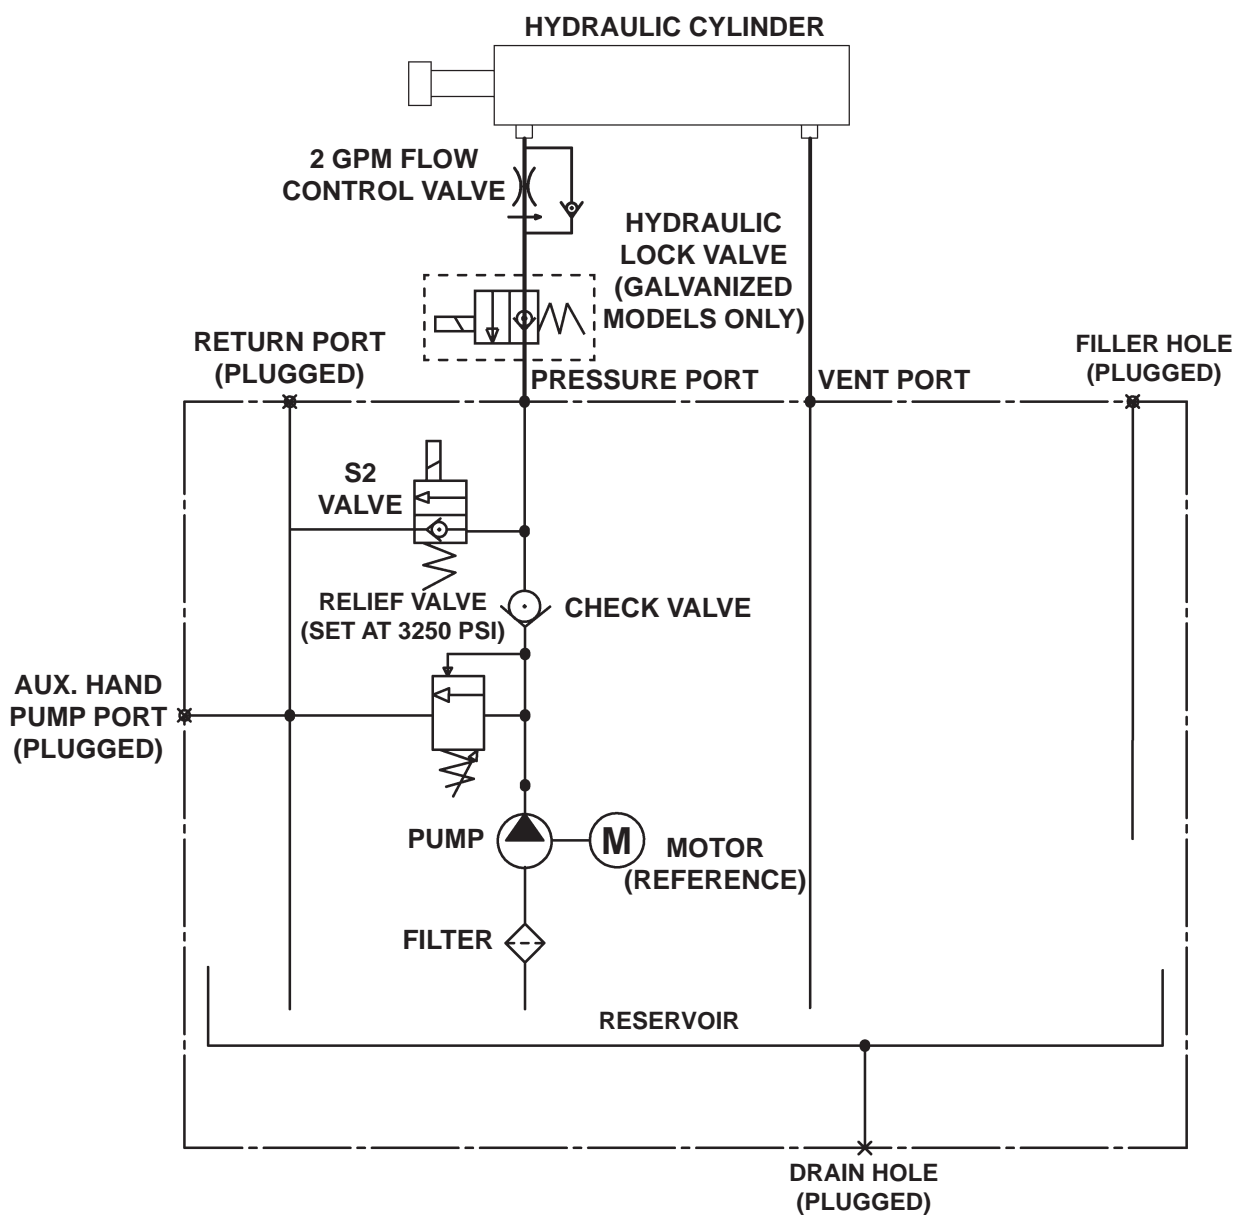 HYDRAULIC CYLINDER
2 GPM FLOW
CONTROL VALVE
HYDRAULIC
LOCK VALVE
(GALVANIZED
MODELS ONLY)
RETURN PORT
(PLUGGED)
PRESSURE PORT
VENT PORT
FILLER HOLE
(PLUGGED)
S2
VALVE
RELIEF VALVE
(SET AT 3250 PSI)
CHECK VALVE
AUX. HAND
PUMP PORT
(PLUGGED)
PUMP
M
MOTOR
(REFERENCE)
FILTER
RESERVOIR
DRAIN HOLE
(PLUGGED)